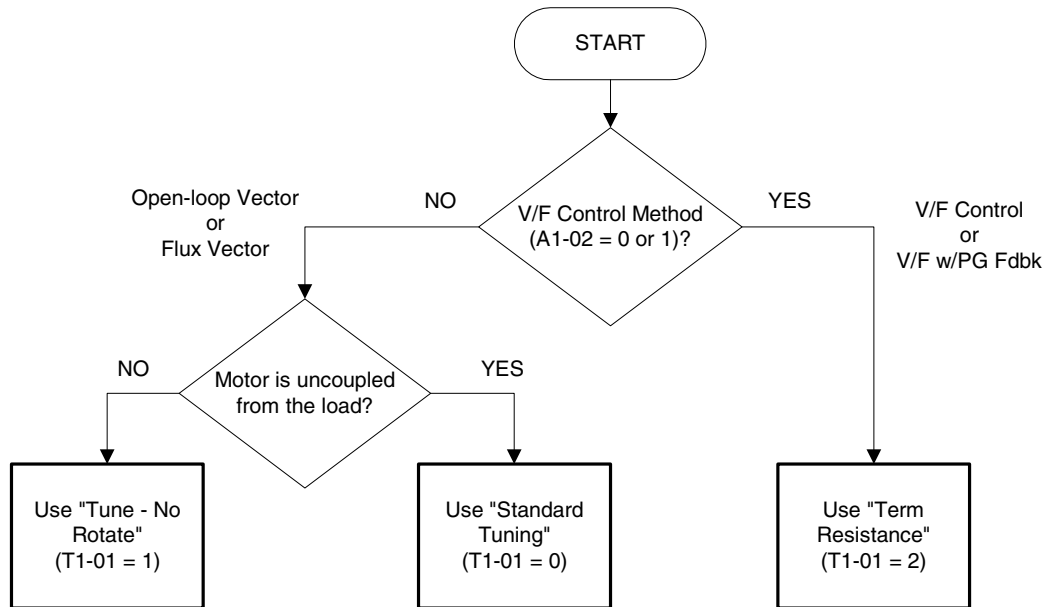 START
V/F Control Method
(A1-02 = 0 or 1)?
NO
YES
Open-loop Vector
or
Flux Vector
V/F Control
or
V/F w/PG Fdbk
Motor is uncoupled
from the load?
NO
YES
Use "Tune - No
Rotate"
(T1-01 = 1)
Use "Standard
Tuning"
(T1-01 = 0)
Use "Term
Resistance"
(T1-01 = 2)